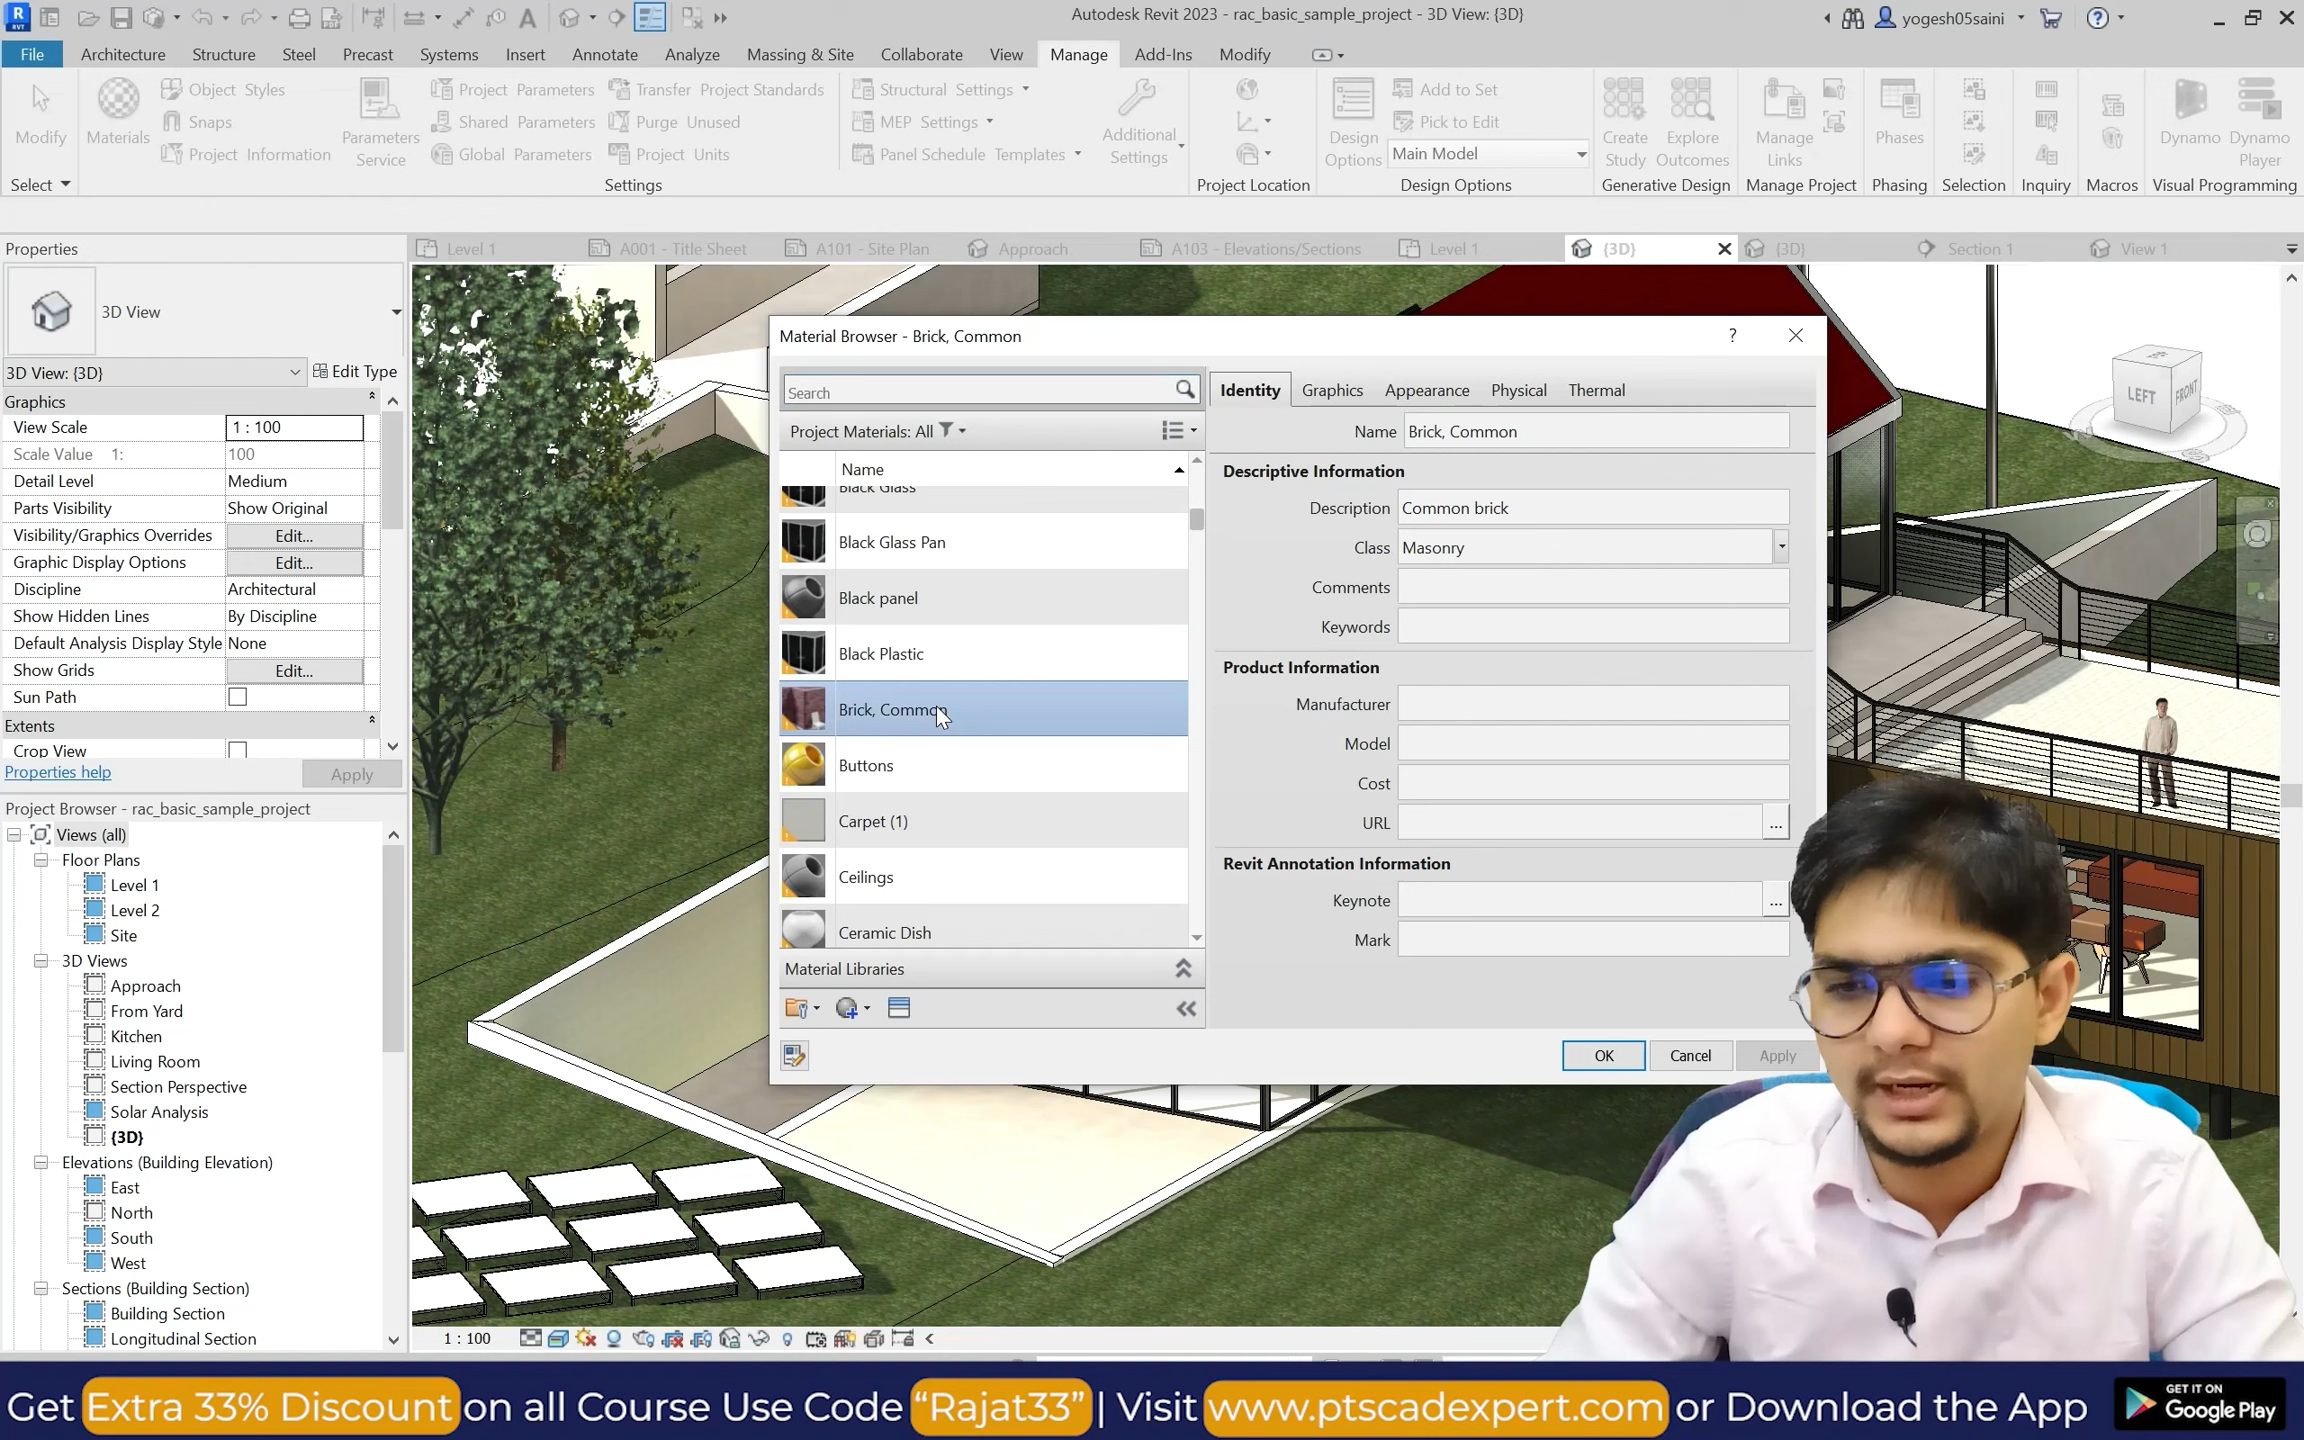 Autodesk Revit 2023 - rac_basic_sample_project - 3D View: {3D}
yogesh05saini
File Architecture Structure Steel Precast Systems Insert Annotate Analyze Massing & Site Collaborate View Manage Add-Ins Modify
Modify
Materials
Object Styles
Snaps
Project Information
Parameters Service
Project Parameters
Shared Parameters
Global Parameters
Transfer Project Standards
Purge Unused
Project Units
Structural Settings
MEP Settings
Panel Schedule Templates
Additional Settings
Design Options
Add to Set
Pick to Edit
Main Model
Create Study
Explore Outcomes
Manage Links
Phases
Dynamo
Dynamo Player
Select
Settings
Project Location
Design Options
Generative Design
Manage Project
Phasing
Selection
Inquiry
Macros
Visual Programming
Level 1
A001 - Title Sheet
A101 - Site Plan
Approach
A103 - Elevations/Sections
Level 1
{3D}
{3D}
Section 1
View 1
Properties
3D View
3D View: {3D}
Edit Type
Graphics
View Scale 1 : 100
Scale Value 1: 100
Detail Level Medium
Parts Visibility Show Original
Visibility/Graphics Overrides Edit...
Graphic Display Options Edit...
Discipline Architectural
Show Hidden Lines By Discipline
Default Analysis Display Style None
Show Grids Edit...
Sun Path
Extents
Crop View
Properties help
Apply
Project Browser - rac_basic_sample_project
Views (all)
Floor Plans
Level 1
Level 2
Site
3D Views
Approach
From Yard
Kitchen
Living Room
Section Perspective
Solar Analysis
{3D}
Elevations (Building Elevation)
East
North
South
West
Sections (Building Section)
Building Section
Longitudinal Section
Material Browser - Brick, Common
?
Search
Project Materials: All
Name
Black Glass
Black Glass Pan
Black panel
Black Plastic
Brick, Common
Buttons
Carpet (1)
Ceilings
Ceramic Dish
Material Libraries
Identity Graphics Appearance Physical Thermal
Name Brick, Common
Descriptive Information
Description Common brick
Class Masonry
Comments
Keywords
Product Information
Manufacturer
Model
Cost
URL ...
Revit Annotation Information
Keynote ...
Mark
OK Cancel Apply
LEFT FRONT
1 : 100
Get Extra 33% Discount on all Course Use Code “Rajat33” | Visit www.ptscadexpert.com or Download the App
GET IT ON
Google Play